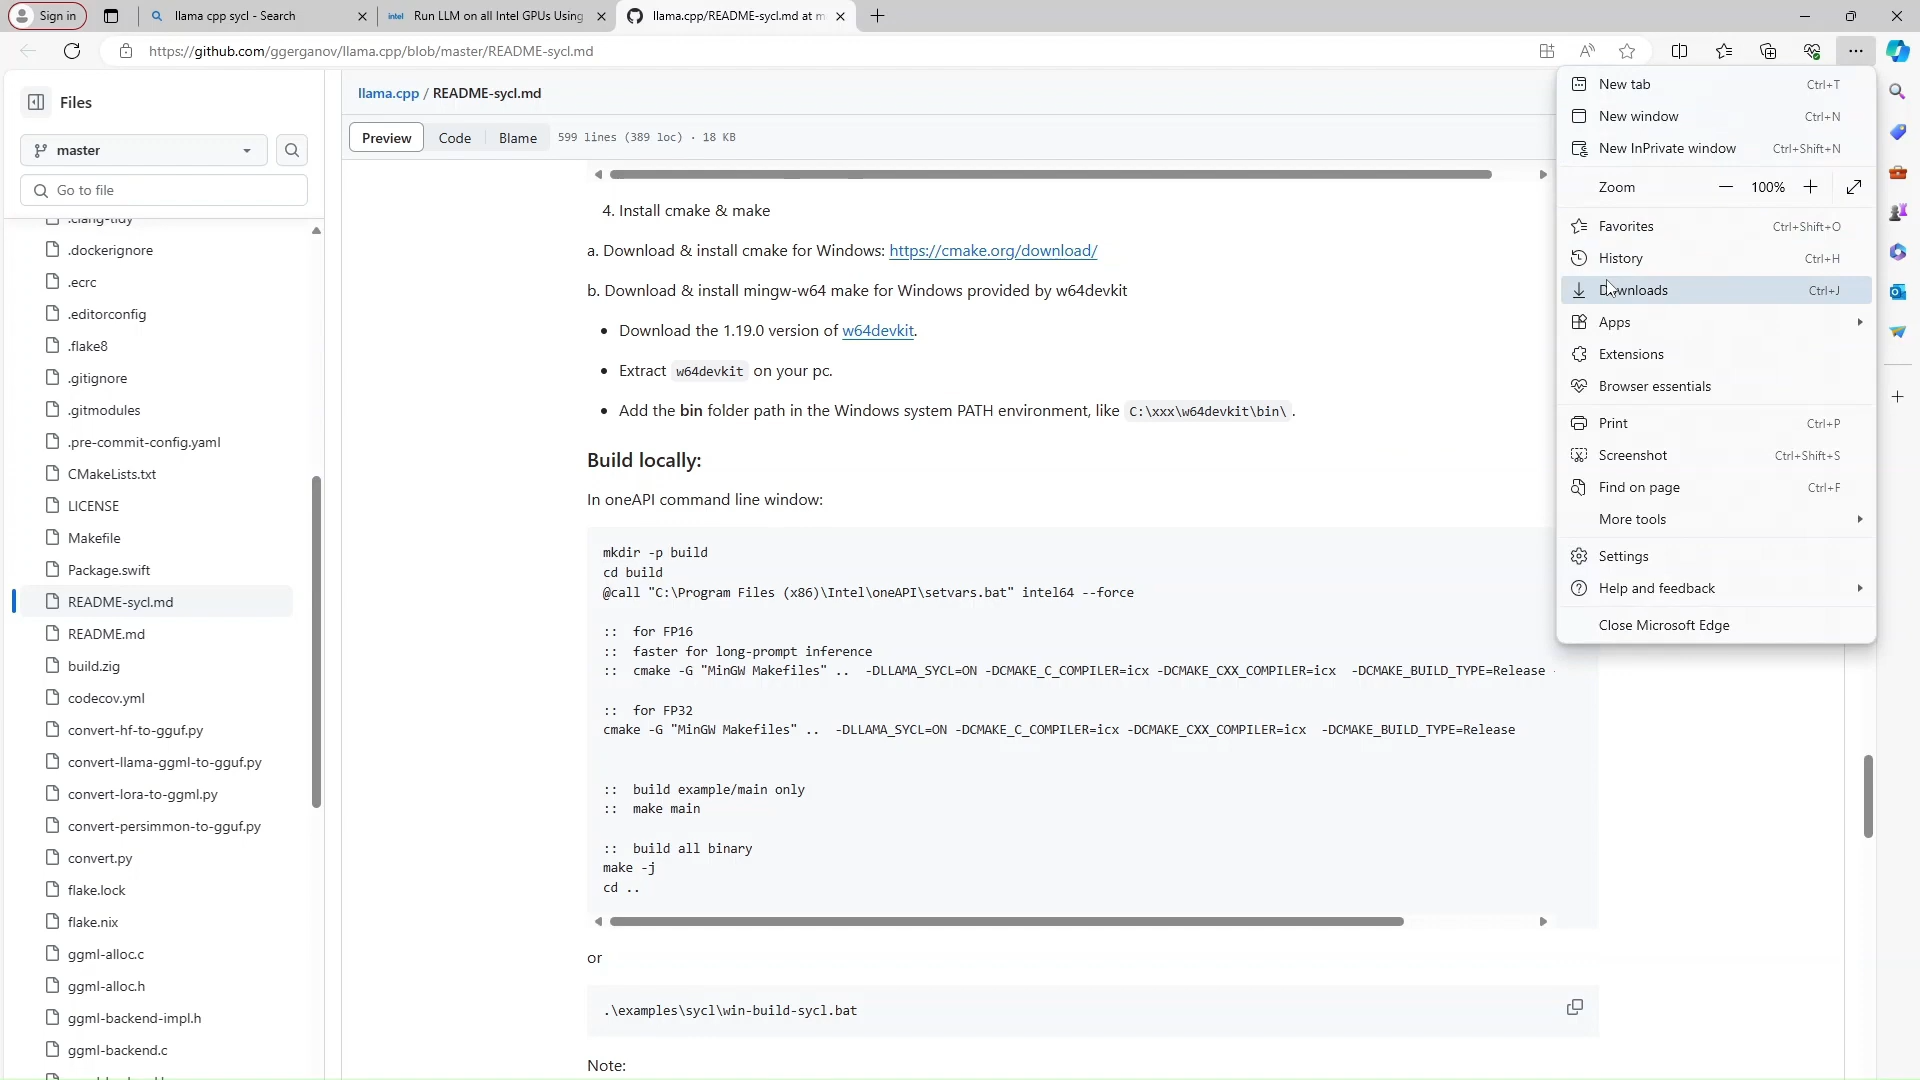 Sign in
llama cpp sycl - Search
intel Run LLM on all Intel GPUs Using
llama.cpp/README-sycl.md at m
https://github.com/ggerganov/llama.cpp/blob/master/README-sycl.md
Files
master
Go to file
.clang-tidy
.dockerignore
.ecrc
.editorconfig
.flake8
.gitignore
.gitmodules
.pre-commit-config.yaml
CMakeLists.txt
LICENSE
Makefile
Package.swift
README-sycl.md
README.md
build.zig
codecov.yml
convert-hf-to-gguf.py
convert-llama-ggml-to-gguf.py
convert-lora-to-ggml.py
convert-persimmon-to-gguf.py
convert.py
flake.lock
flake.nix
ggml-alloc.c
ggml-alloc.h
ggml-backend-impl.h
ggml-backend.c
llama.cpp / README-sycl.md
Preview Code Blame 599 lines (389 loc) · 18 KB
4. Install cmake & make
a. Download & install cmake for Windows: https://cmake.org/download/
b. Download & install mingw-w64 make for Windows provided by w64devkit
• Download the 1.19.0 version of w64devkit.
• Extract w64devkit on your pc.
• Add the bin folder path in the Windows system PATH environment, like C:\xxx\w64devkit\bin\ .
Build locally:
In oneAPI command line window:
mkdir -p build
cd build
@call "C:\Program Files (x86)\Intel\oneAPI\setvars.bat" intel64 --force
:: for FP16
:: faster for long-prompt inference
:: cmake -G "MinGW Makefiles" .. -DLLAMA_SYCL=ON -DCMAKE_C_COMPILER=icx -DCMAKE_CXX_COMPILER=icx -DCMAKE_BUILD_TYPE=Release
:: for FP32
cmake -G "MinGW Makefiles" .. -DLLAMA_SYCL=ON -DCMAKE_C_COMPILER=icx -DCMAKE_CXX_COMPILER=icx -DCMAKE_BUILD_TYPE=Release
:: build example/main only
:: make main
:: build all binary
make -j
cd ..
or
.\examples\sycl\win-build-sycl.bat
Note:
New tab Ctrl+T
New window Ctrl+N
New InPrivate window Ctrl+Shift+N
Zoom — 100% +
Favorites Ctrl+Shift+O
History Ctrl+H
Downloads Ctrl+J
Apps
Extensions
Browser essentials
Print Ctrl+P
Screenshot Ctrl+Shift+S
Find on page Ctrl+F
More tools
Settings
Help and feedback
Close Microsoft Edge